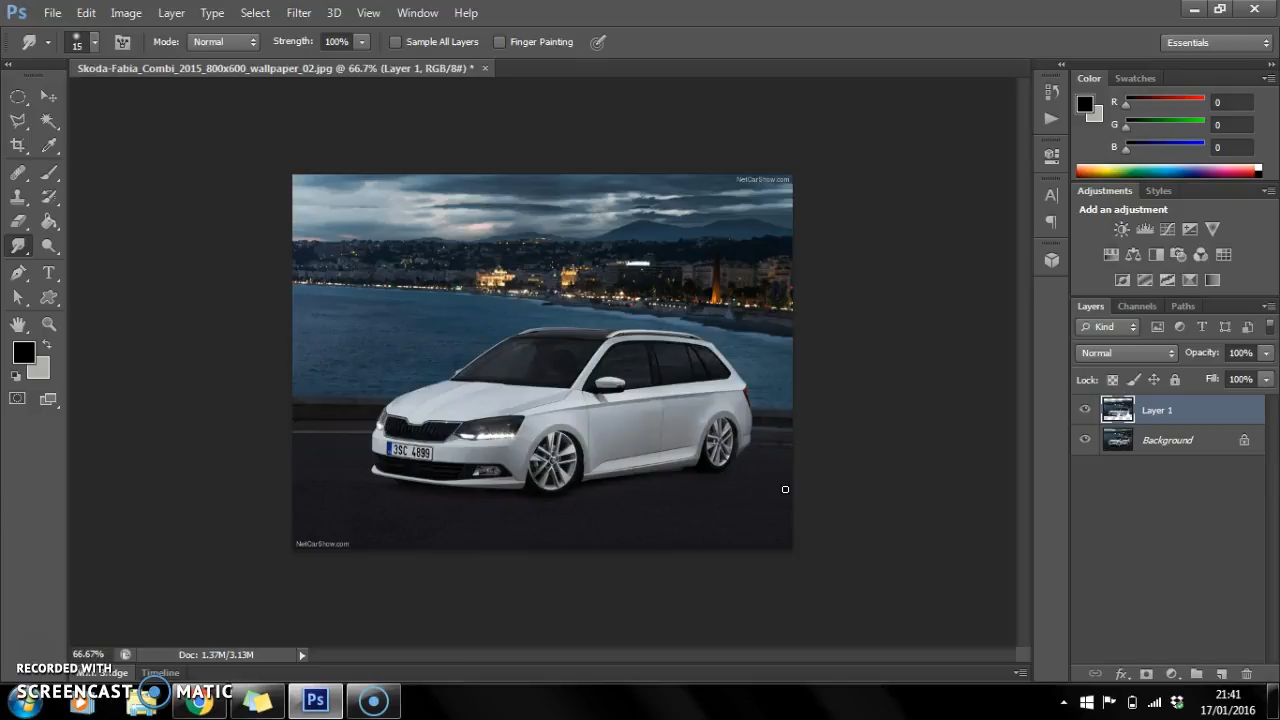 Ps File Edit Image Layer Type Select Filter 3D View Window Help
15 Mode: Normal Strength: 100% Sample All Layers Finger Painting Essentials
Skoda-Fabia_Combi_2015_800x600_wallpaper_02.jpg @ 66.7% (Layer 1, RGB/8#) * ×
Color Swatches
R 0
G 0
B 0
Adjustments Styles
Add an adjustment
Layers Channels Paths
Kind
Normal Opacity: 100%
Lock: Fill: 100%
Layer 1
Background
NetCarShow.com
3SC 4899
NetCarShow.com
66.67% Doc: 1.37M/3.13M
Bridge Timeline
RECORDED WITH
SCREENCAST MATIC
Ps
21:41
17/01/2016